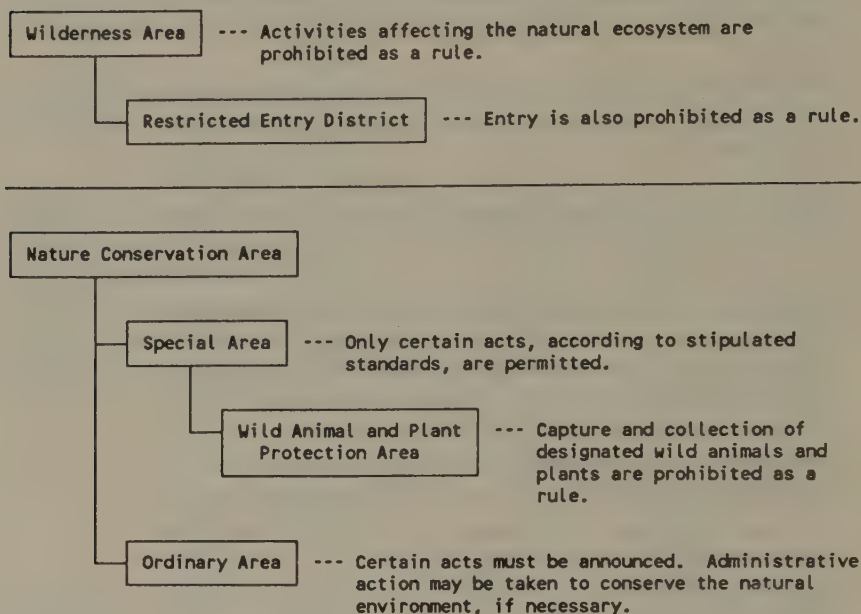 Wilderness Area --- Activities affecting the natural ecosystem are
prohibited as a rule.
Restricted Entry District --- Entry is also prohibited as a rule.
Nature Conservation Area
Special Area --- Only certain acts, according to stipulated
standards, are permitted.
Wild Animal and Plant --- Capture and collection of
Protection Area designated wild animals and
plants are prohibited as a
rule.
Ordinary Area --- Certain acts must be announced. Administrative
action may be taken to conserve the natural
environment, if necessary.